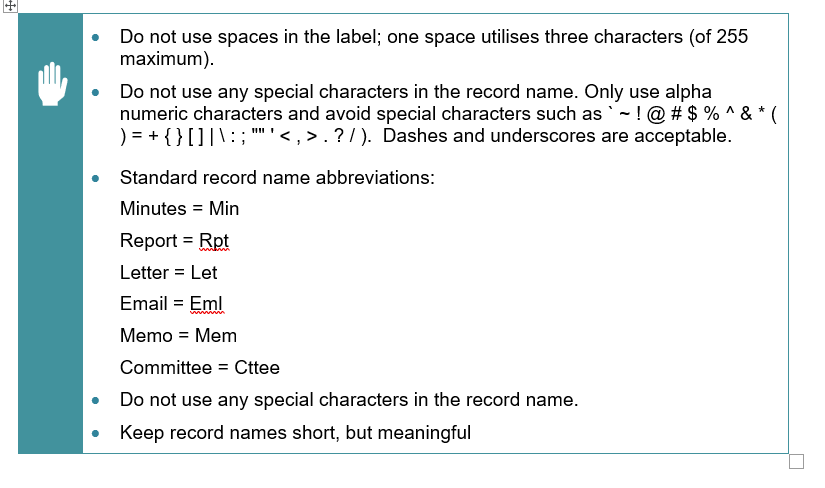 Do not use spaces in the label; one space utilises three characters (of 255
maximum).
Do not use any special characters in the record name. Only use alpha
numeric characters and avoid special characters such as ` ~ ! @ # $ % ^ & * (
) = + { } [ ] | \ : ; "" ' < , > . ? / ).  Dashes and underscores are acceptable.
Standard record name abbreviations:
Minutes = Min
Report = Rpt
Letter = Let
Email = Eml
Memo = Mem
Committee = Cttee
Do not use any special characters in the record name.
Keep record names short, but meaningful